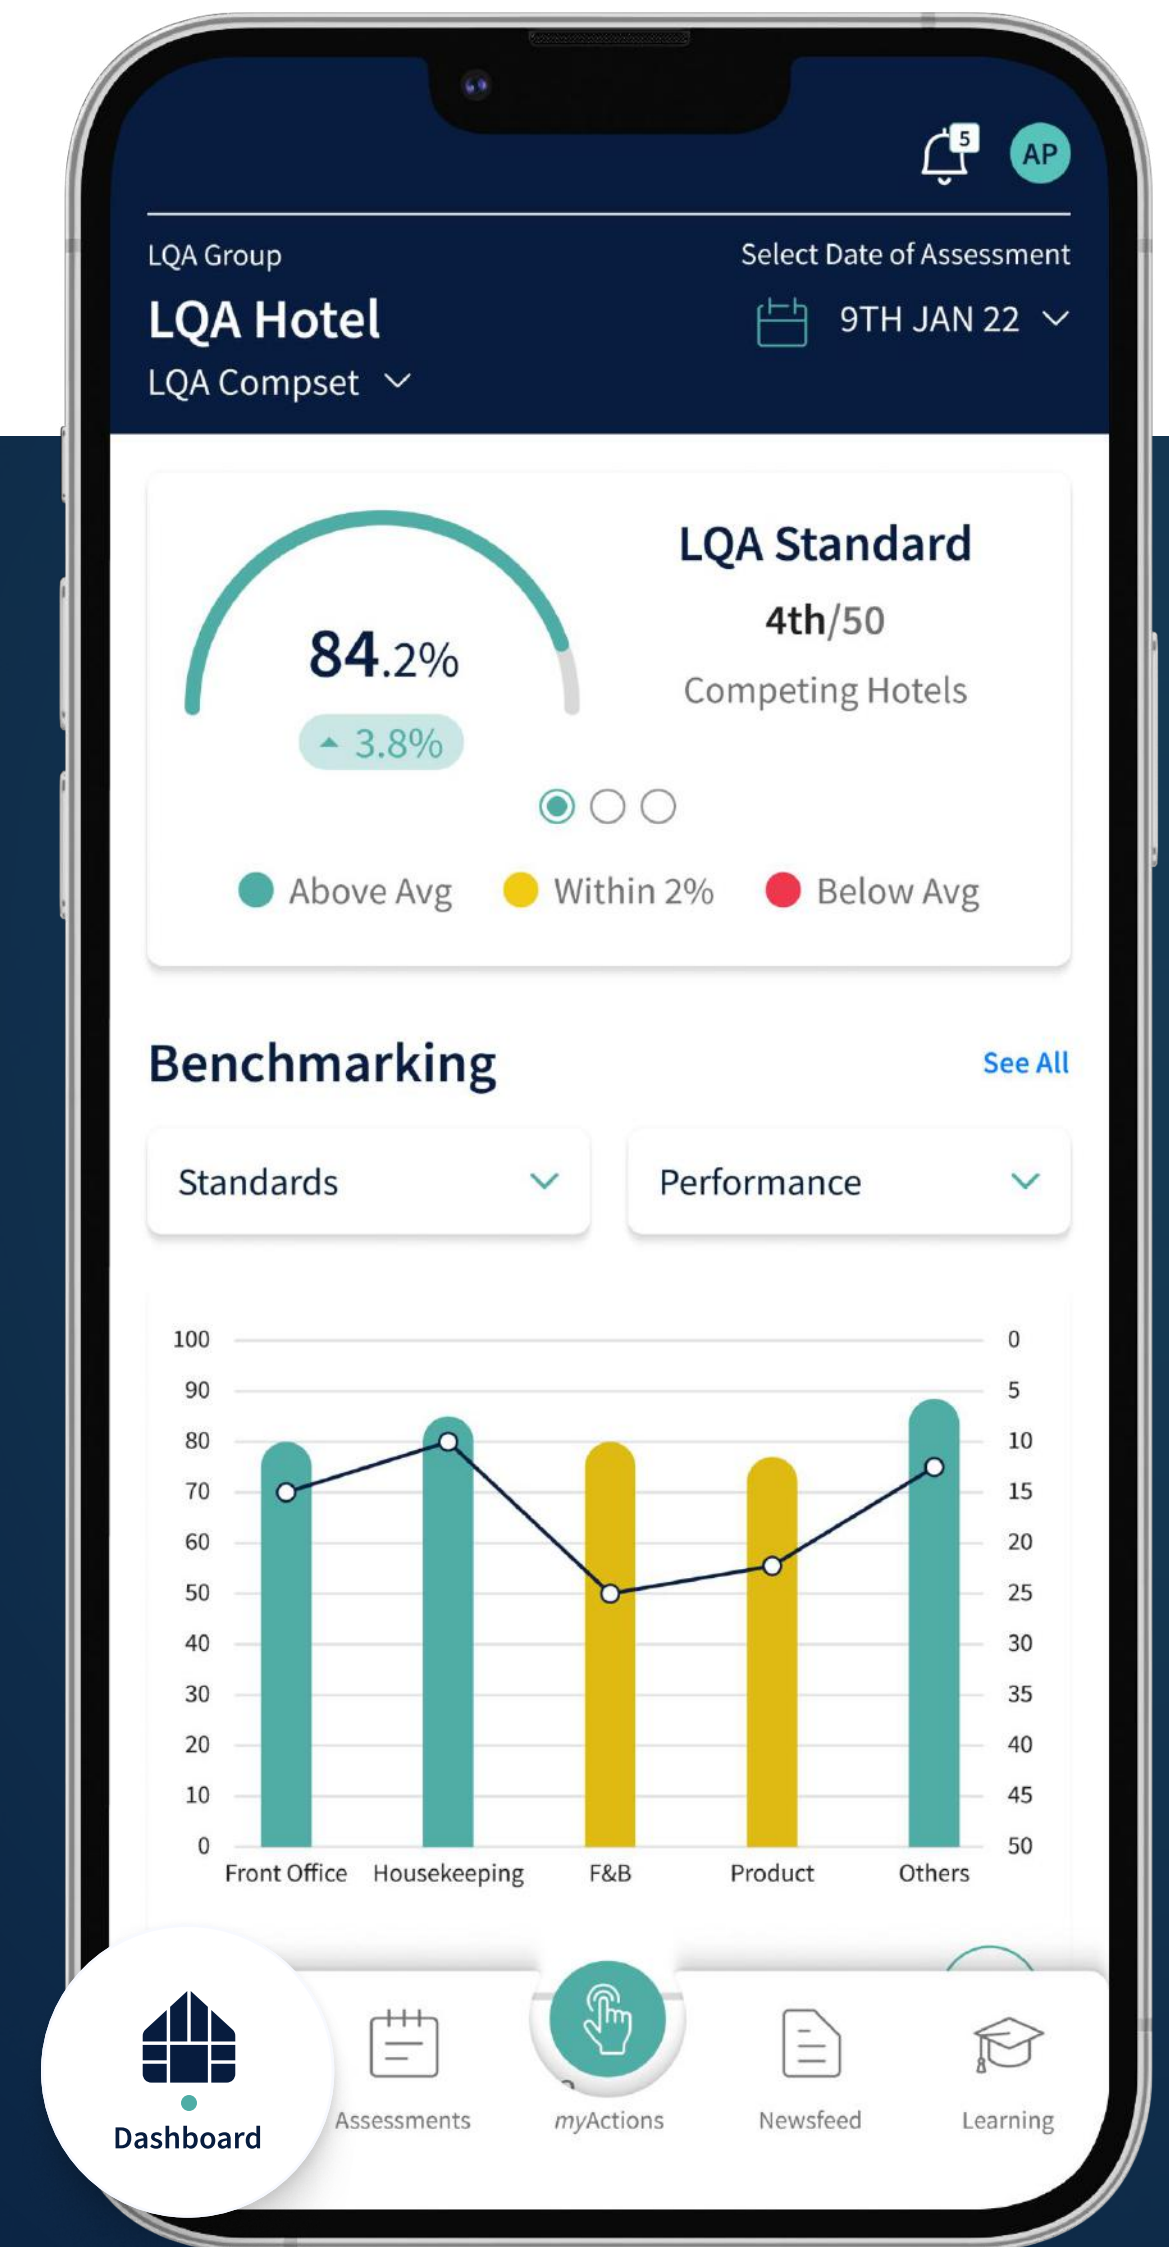 5
AP
LQA Group
Select Date of Assessment
LQA Hotel
9TH JAN 22
LQA Compset
84.2%
3.8%
LQA Standard
4th/50
Competing Hotels
Above Avg
Within 2%
Below Avg
Benchmarking
See All
Standards
Performance
100
0
90
5
80
10
70
15
60
20
50
25
40
30
30
35
20
40
10
45
0
50
Front Office
Housekeeping
F&B
Product
Others
Dashboard
Assessments
myActions
Newsfeed
Learning